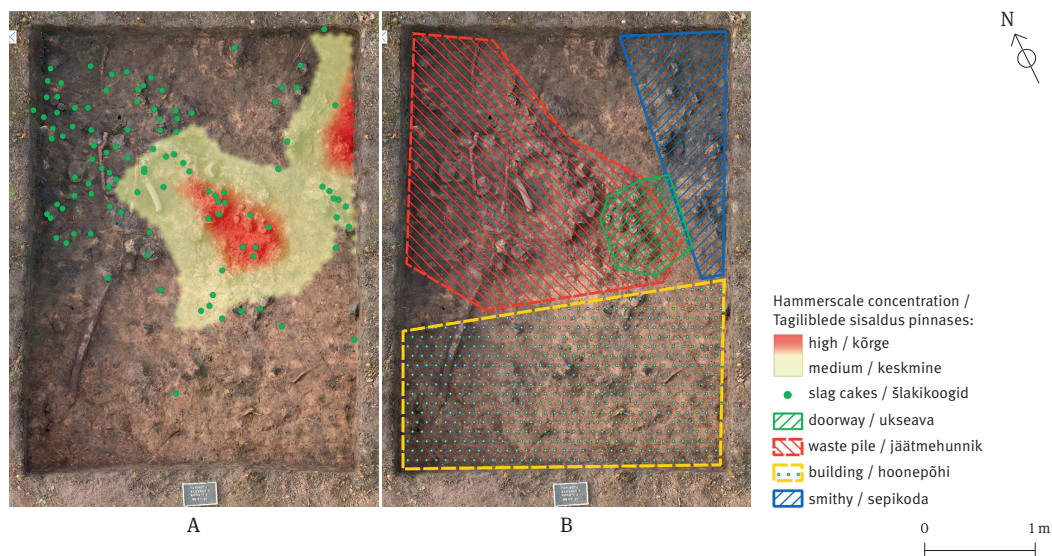 N
Hammerscale concentration /
Tagiliblede sisaldus pinnases:
high / kõrge
medium / keskmine
slag cakes / šlakikoogid
doorway / ukseava
waste pile / jäätmehunnik
building / hoonepõhi
smithy / sepikoda
A
B
0 1 m